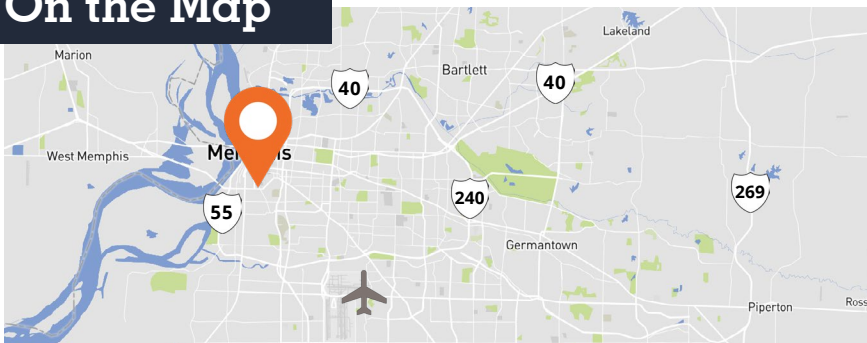 On the Map
Lakeland
Marion
Bartlett
40
40
West Memphis
Memphis
55
240
269
Germantown
Piperton
Ross